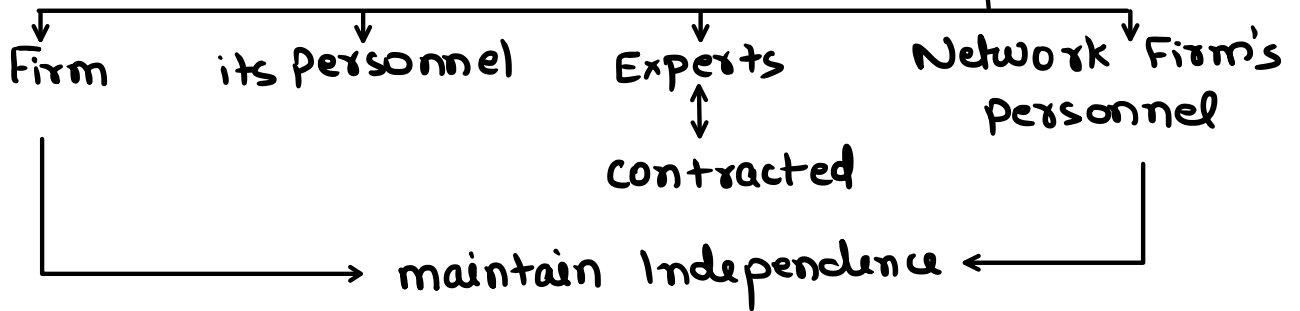 Firm its Personnel Experts Network Firm's
personnel
contracted
maintain Independence